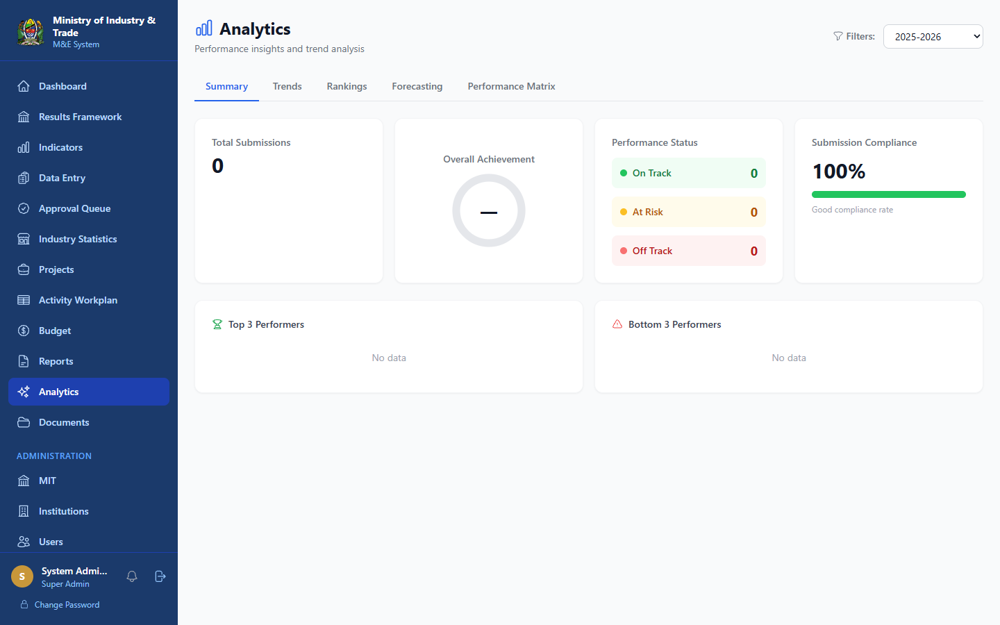 Ministry of Industry &
Trade
M&E System
Dashboard
Results Framework
Indicators
Data Entry
Approval Queue
Industry Statistics
Projects
Activity Workplan
Budget
Reports
Analytics
Documents
ADMINISTRATION
MIT
Institutions
Users
S
System Admi...
Super Admin
Change Password
Analytics
Performance insights and trend analysis
Filters:
2025-2026
Summary
Trends
Rankings
Forecasting
Performance Matrix
Total Submissions
0
Overall Achievement
—
Performance Status
On Track 0
At Risk 0
Off Track 0
Submission Compliance
100%
Good compliance rate
Top 3 Performers
No data
Bottom 3 Performers
No data